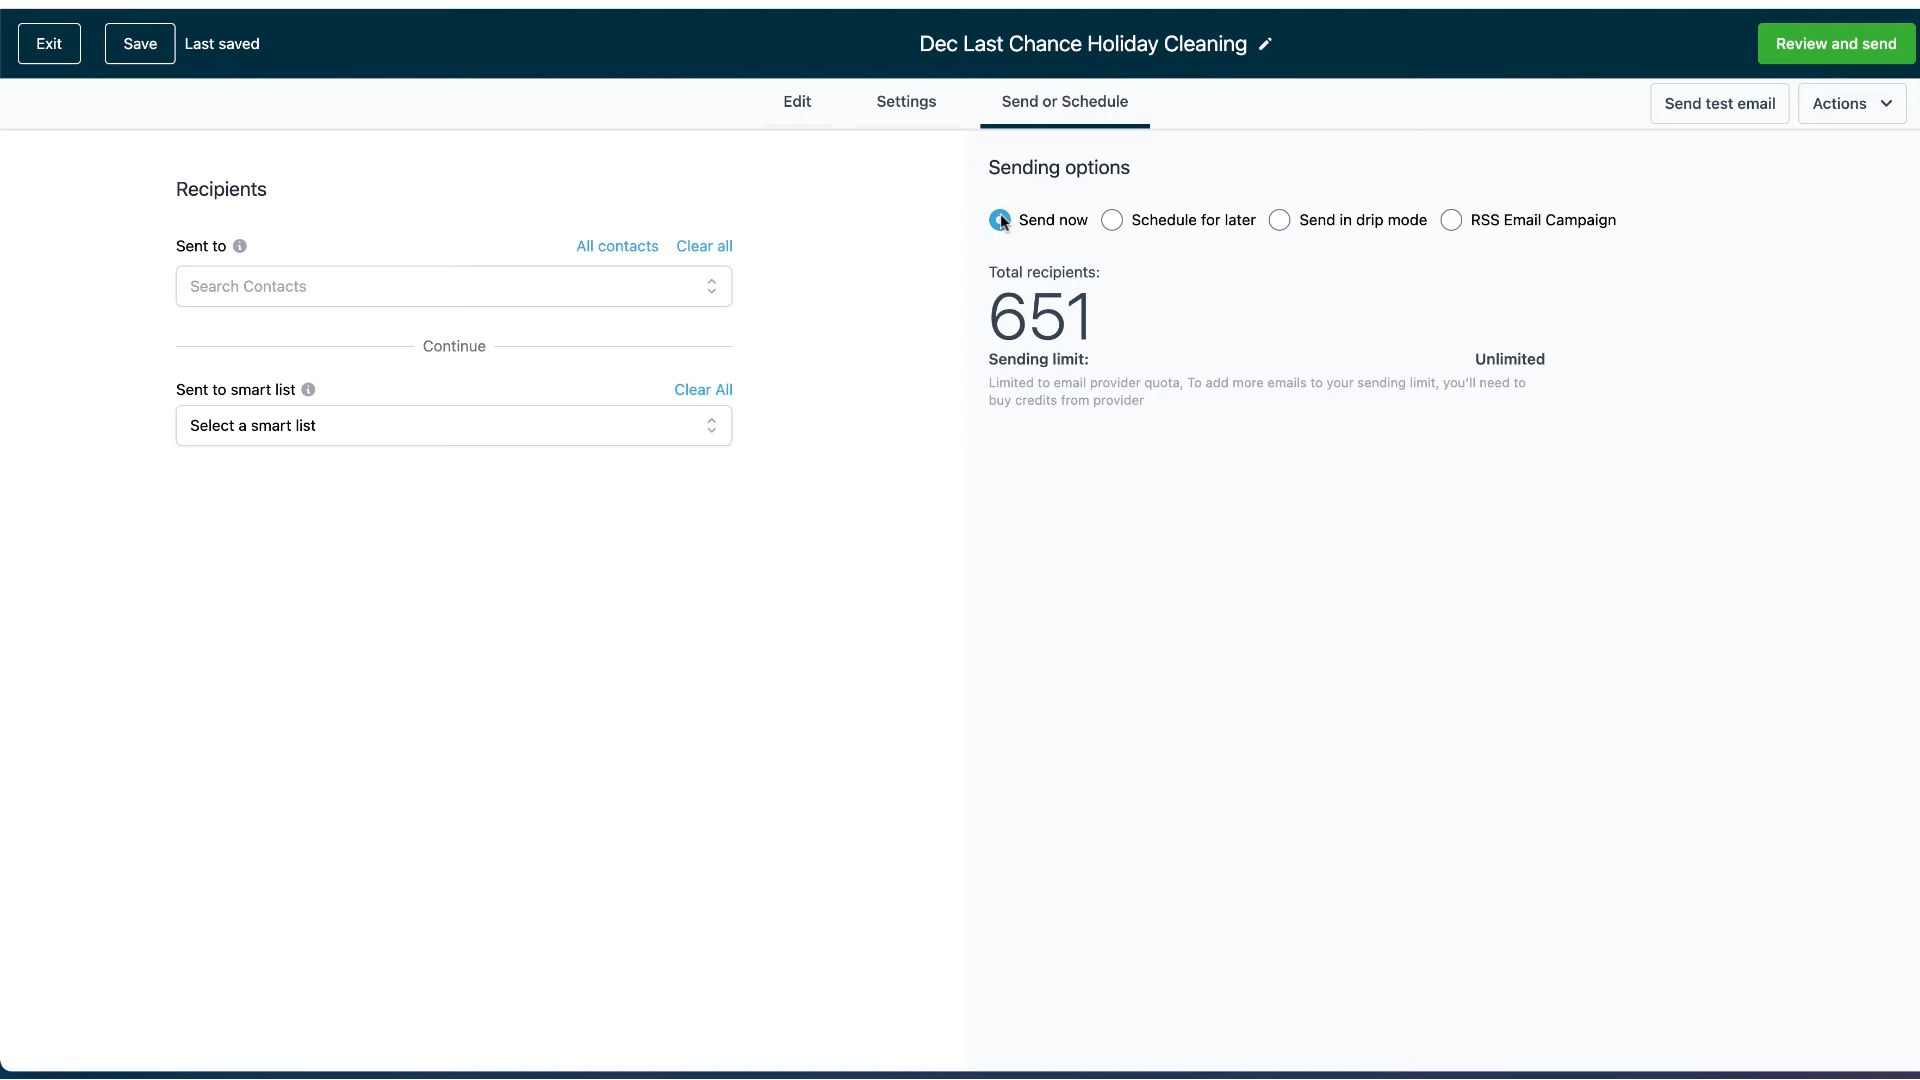 Exit
Save
Last saved
Dec Last Chance Holiday Cleaning
Review and send
Edit
Settings
Send or Schedule
Send test email
Actions
Recipients
Sent to
All contacts
Clear all
Search Contacts
Continue
Sent to smart list
Clear All
Select a smart list
Sending options
Send now
Schedule for later
Send in drip mode
RSS Email Campaign
Total recipients:
651
Sending limit:
Unlimited
Limited to email provider quota, To add more emails to your sending limit, you'll need to
buy credits from provider